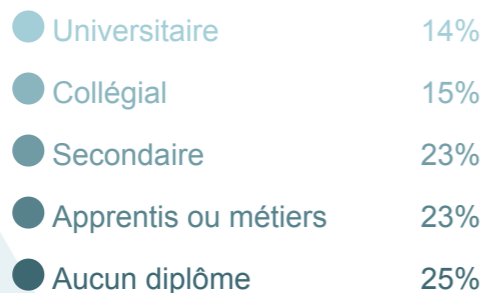 Universitaire 14%
Collégial 15%
Secondaire 23%
Apprentis ou métiers 23%
Aucun diplôme 25%